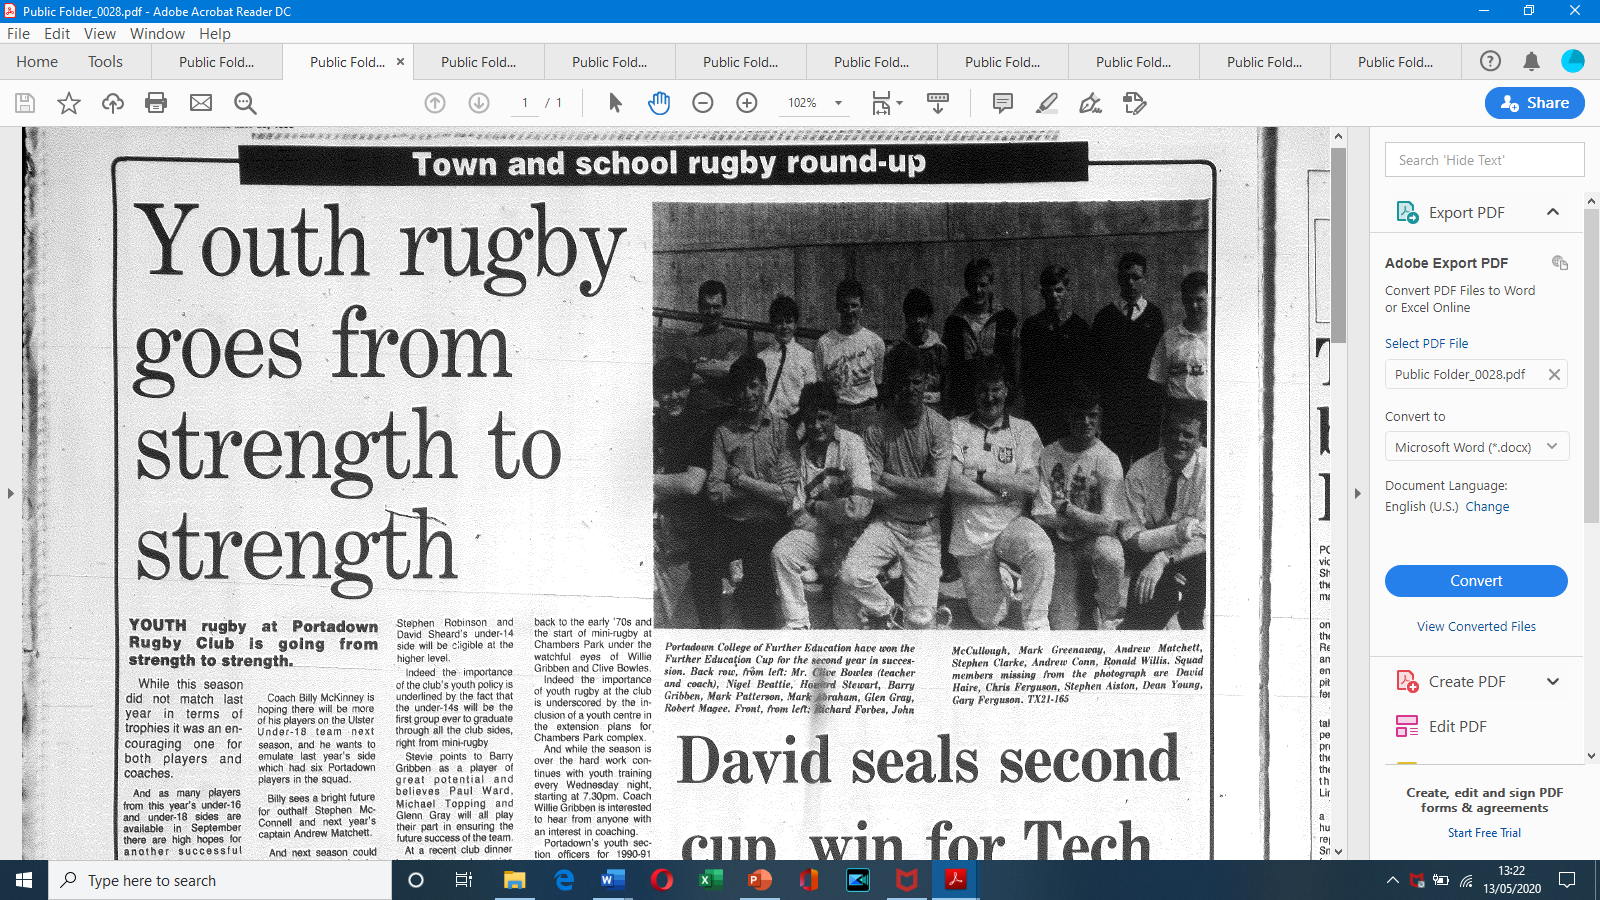 Public Folder_0028.pdf - Adobe Acrobat Reader DC
File Edit View Window Help
Home Tools Public Fold... Public Fold... × Public Fold... Public Fold... Public Fold... Public Fold... Public Fold... Public Fold... Public Fold... Public Fold...
1 / 1 102% Share
Town and school rugby round-up
Youth rugby
goes from
strength to
strength
YOUTH rugby at Portadown
Rugby Club is going from
strength to strength.
While this season
did not match last
year in terms of
trophies it was an en-
couraging one for
both players and
coaches.
And as many players
from this year's under-16
and under-18 sides are
available in September
there are high hopes for
another successful
Coach Billy McKinney is
hoping there will be more
of his players on the Ulster
Under-18 team next
season, and he wants to
emulate last year's side
which had six Portadown
players in the squad.
Billy sees a bright future
for outhalf Stephen Mc-
Connell and next year's
captain Andrew Matchett.
And next season could
Stephen Robinson and
David Sheard's under-14
side will be eligible at the
higher level.
Indeed the importance
of the club's youth policy is
underlined by the fact that
the under-14s will be the
first group ever to graduate
through all the club sides,
right from mini-rugby
Stevie points to Barry
Gribben as a player of
great potential and
believes Paul Ward,
Michael Topping and
Glenn Gray will all play
their part in ensuring the
future success of the team.
At a recent club dinner
back to the early '70s and
the start of mini-rugby at
Chambers Park under the
watchful eyes of Willie
Gribben and Clive Bowles.
Indeed the importance
of youth rugby at the club
is underscored by the in-
clusion of a youth centre in
the extension plans for
Chambers Park complex.
And while the season is
over the hard work con-
tinues with youth training
every Wednesday night,
starting at 7.30pm. Coach
Willie Gribben is interested
to hear from anyone with
an interest in coaching.
Portadown's youth sec-
tion officers for 1990-91
Portadown College of Further Education have won the
Further Education Cup for the second year in succes-
sion. Back row, from left: Mr. Clive Bowles (teacher
and coach), Nigel Beattie, Howard Stewart, Barry
Gribben, Mark Patterson, Mark Abraham, Glen Gray,
Robert Magee. Front, from left: Richard Forbes, John
McCullough, Mark Greenaway, Andrew Matchett,
Stephen Clarke, Andrew Conn, Ronald Willis. Squad
members missing from the photograph are David
Haire, Chris Ferguson, Stephen Aiston, Dean Young,
Gary Ferguson. TX21-165
David seals second
cup win for Tech
Search 'Hide Text'
Export PDF
Adobe Export PDF
Convert PDF Files to Word
or Excel Online
Select PDF File
Public Folder_0028.pdf
Convert to
Microsoft Word (*.docx)
Document Language:
English (U.S.) Change
Convert
View Converted Files
Create PDF
Edit PDF
Create, edit and sign PDF
forms & agreements
Start Free Trial
Type here to search
13:22
13/05/2020